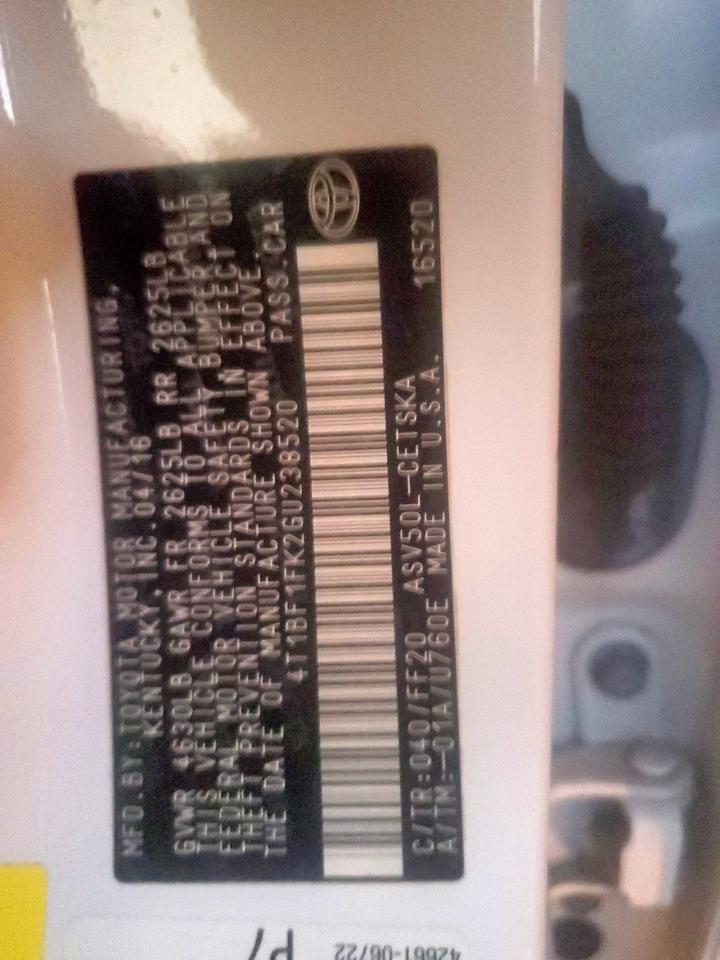 MFD.BY:TOYOTA MOTOR MANUFACTURING,
KENTUCKY, INC. 04/16
GVWR 4630LB GAWR FR 2625LB RR 2625LB
THIS VEHICLE CONFORMS TO ALL APPLICABLE
FEDERAL MOTOR VEHICLE SAFETY, BUMPER, AND
THEFT PREVENTION STANDARDS IN EFFECT ON
THE DATE OF MANUFACTURE SHOWN ABOVE.
4T1BF1FK2GU238520 PASS.CAR
C/TR:040/FF20 ASV50L-CETSKA 16520
A/TM:-01A/U760E MADE IN U.S.A.
42661-06722